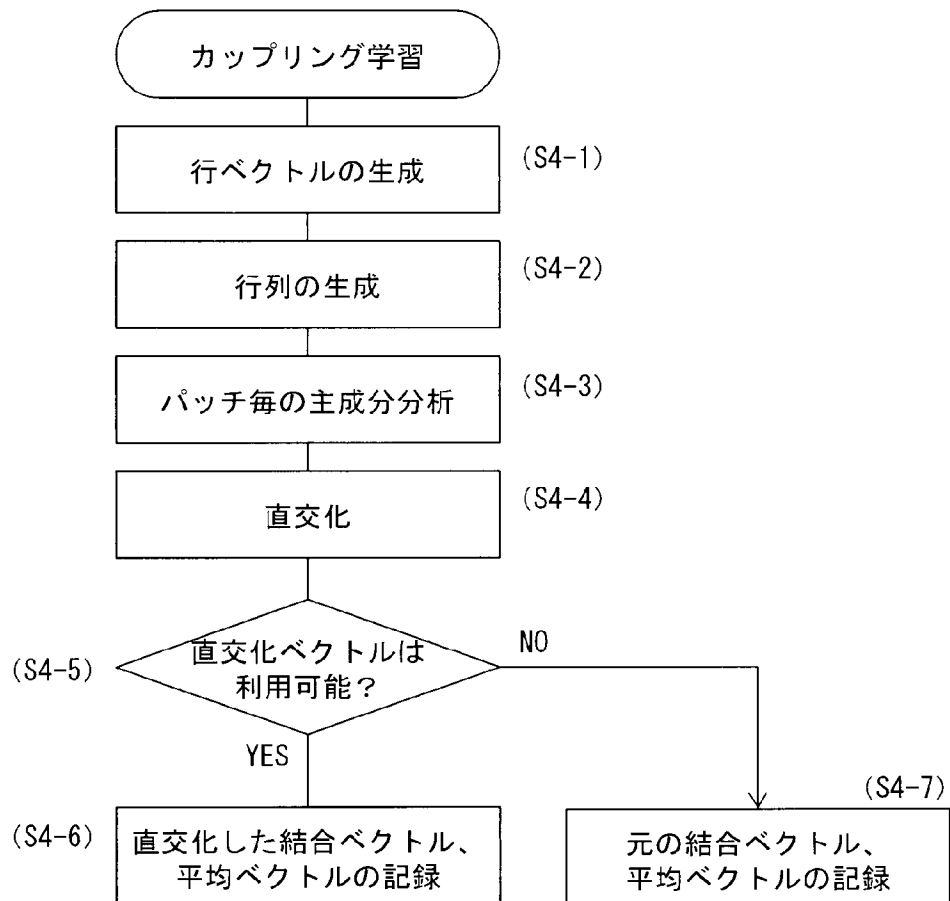 カップリング学習
行ベクトルの生成
(S4-1)
行列の生成
(S4-2)
パッチ毎の主成分分析
(S4-3)
直交化
(S4-4)
(S4-5)
直交化ベクトルは
利用可能？
NO
YES
(S4-6)
直交化した結合ベクトル、
平均ベクトルの記録
(S4-7)
元の結合ベクトル、
平均ベクトルの記録